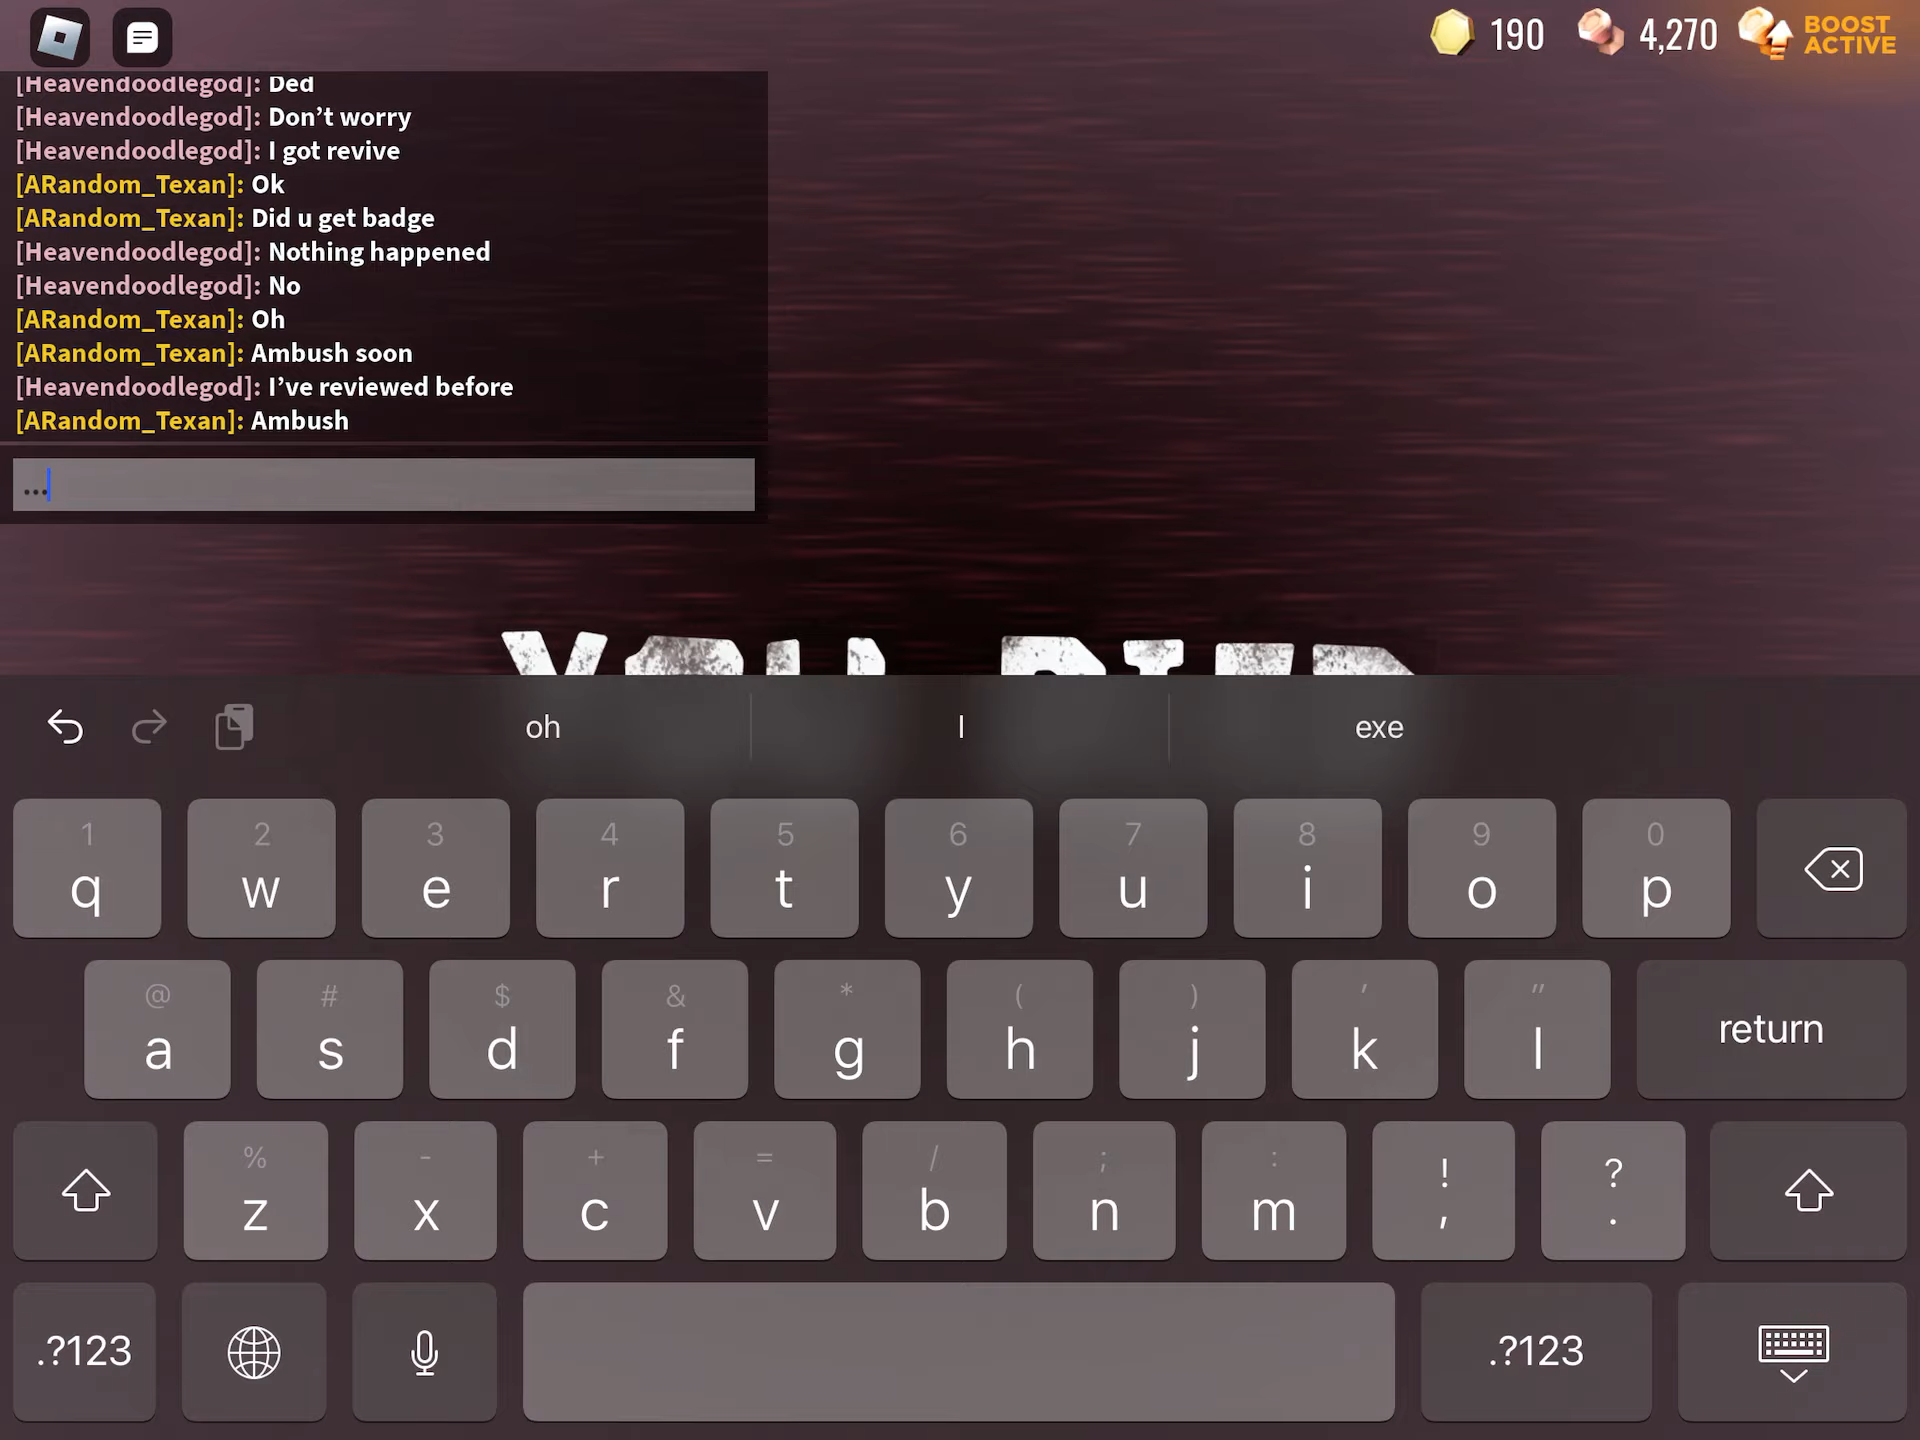 190
4,270
BOOST
ACTIVE
[Heavendoodlegod]: Ded
[Heavendoodlegod]: Don’t worry
[Heavendoodlegod]: I got revive
[ARandom_Texan]: Ok
[ARandom_Texan]: Did u get badge
[Heavendoodlegod]: Nothing happened
[Heavendoodlegod]: No
[ARandom_Texan]: Oh
[ARandom_Texan]: Ambush soon
[Heavendoodlegod]: I’ve reviewed before
[ARandom_Texan]: Ambush
...
YOU DIED
oh I exe
1 2 3 4 5 6 7 8 9 0
q w e r t y u i o p
@ # $ & * ( ) ' "
a s d f g h j k l return
% - + = / ; : ! ?
z x c v b n m , .
.?123 .?123